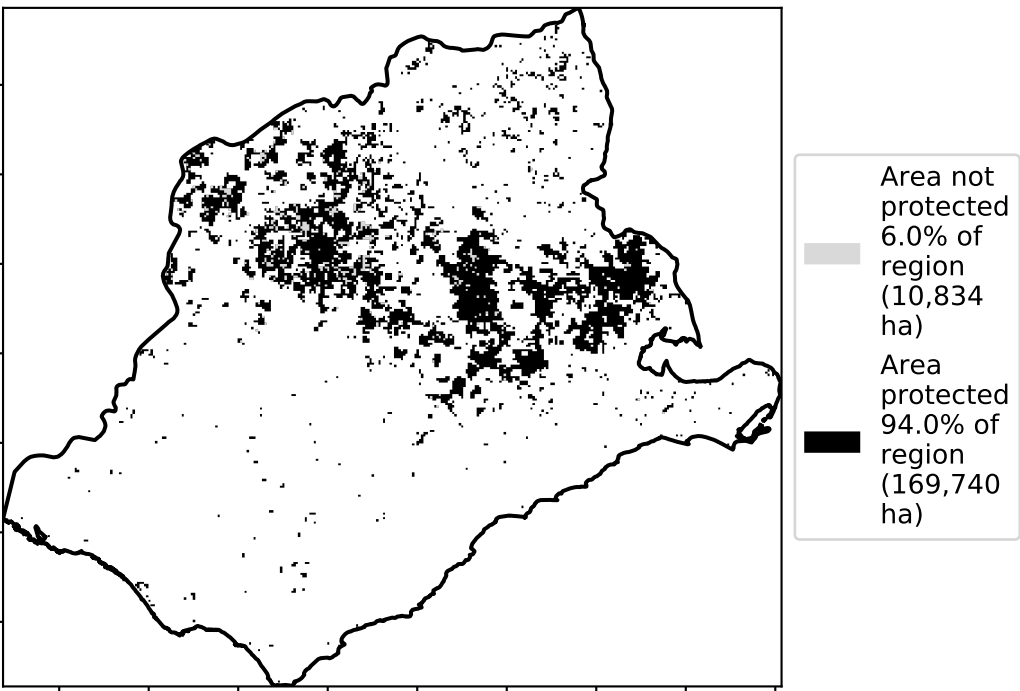 Area not
protected
6.0% of
region
(10,834
ha)
Area
protected
94.0% of
region
(169,740
ha)